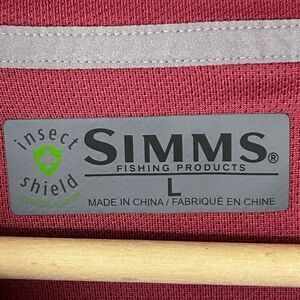 insect
shield
SIMMS®
FISHING PRODUCTS
L
MADE IN CHINA / FABRIQUÉ EN CHINE